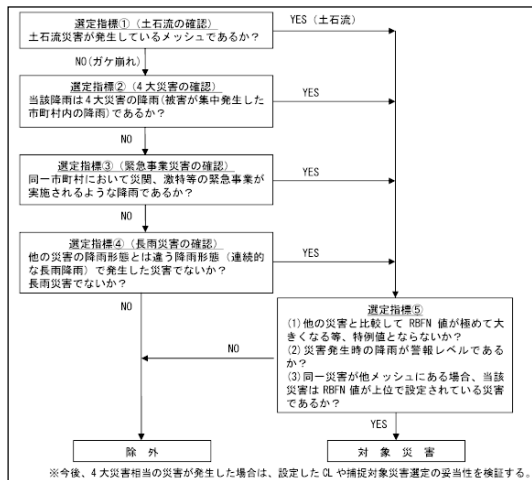 選定指標①(土石流の確認)
土石流災害が発生しているメッシュであるか?
YES(土石流)
NO(ガケ崩れ)
選定指標②(4大災害の確認)
当該降雨は4大災害の降雨(被害が集中発生した
市町村内の降雨)であるか?
YES
NO
選定指標③(緊急事業災害の確認)
同一市町村において災関、激特等の緊急事業が
実施されるような降雨であるか?
YES
NO
選定指標④(長雨災害の確認)
他の災害の降雨形態とは違う降雨形態(連続的
な長雨降雨)で発生した災害でないか?
長雨災害でないか?
YES
NO
選定指標⑤
(1)他の災害と比較して RBFN 値が極めて大
きくなる等、特例値とならないか?
(2)災害発生時の降雨が警報レベルである
か?
(3)同一災害が他メッシュにある場合、当該
災害は RBFN 値が上位で設定されている災害
であるか?
NO
YES
除外
対象災害
※今後、4大災害相当の災害が発生した場合は、設定した CL や捕捉対象災害選定の妥当性を検証する。